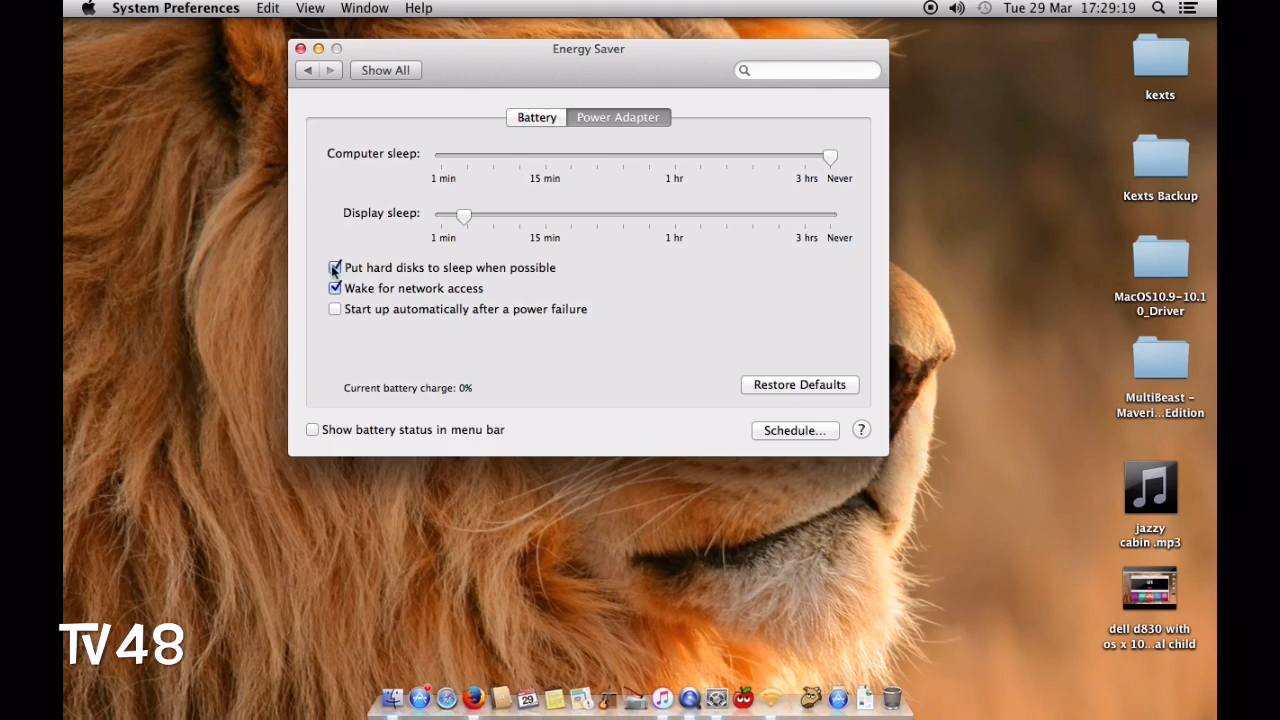 System Preferences Edit View Window Help Tue 29 Mar 17:29:19
Energy Saver
Show All
Battery Power Adapter
Computer sleep:
1 min 15 min 1 hr 3 hrs Never
Display sleep:
1 min 15 min 1 hr 3 hrs Never
Put hard disks to sleep when possible
Wake for network access
Start up automatically after a power failure
Current battery charge: 0%
Restore Defaults
Show battery status in menu bar
Schedule... ?
kexts
Kexts Backup
MacOS10.9-10.1
0_Driver
MultiBeast -
Maveri...Edition
jazzy
cabin .mp3
dell d830 with
os x 10...al child
TV48
29